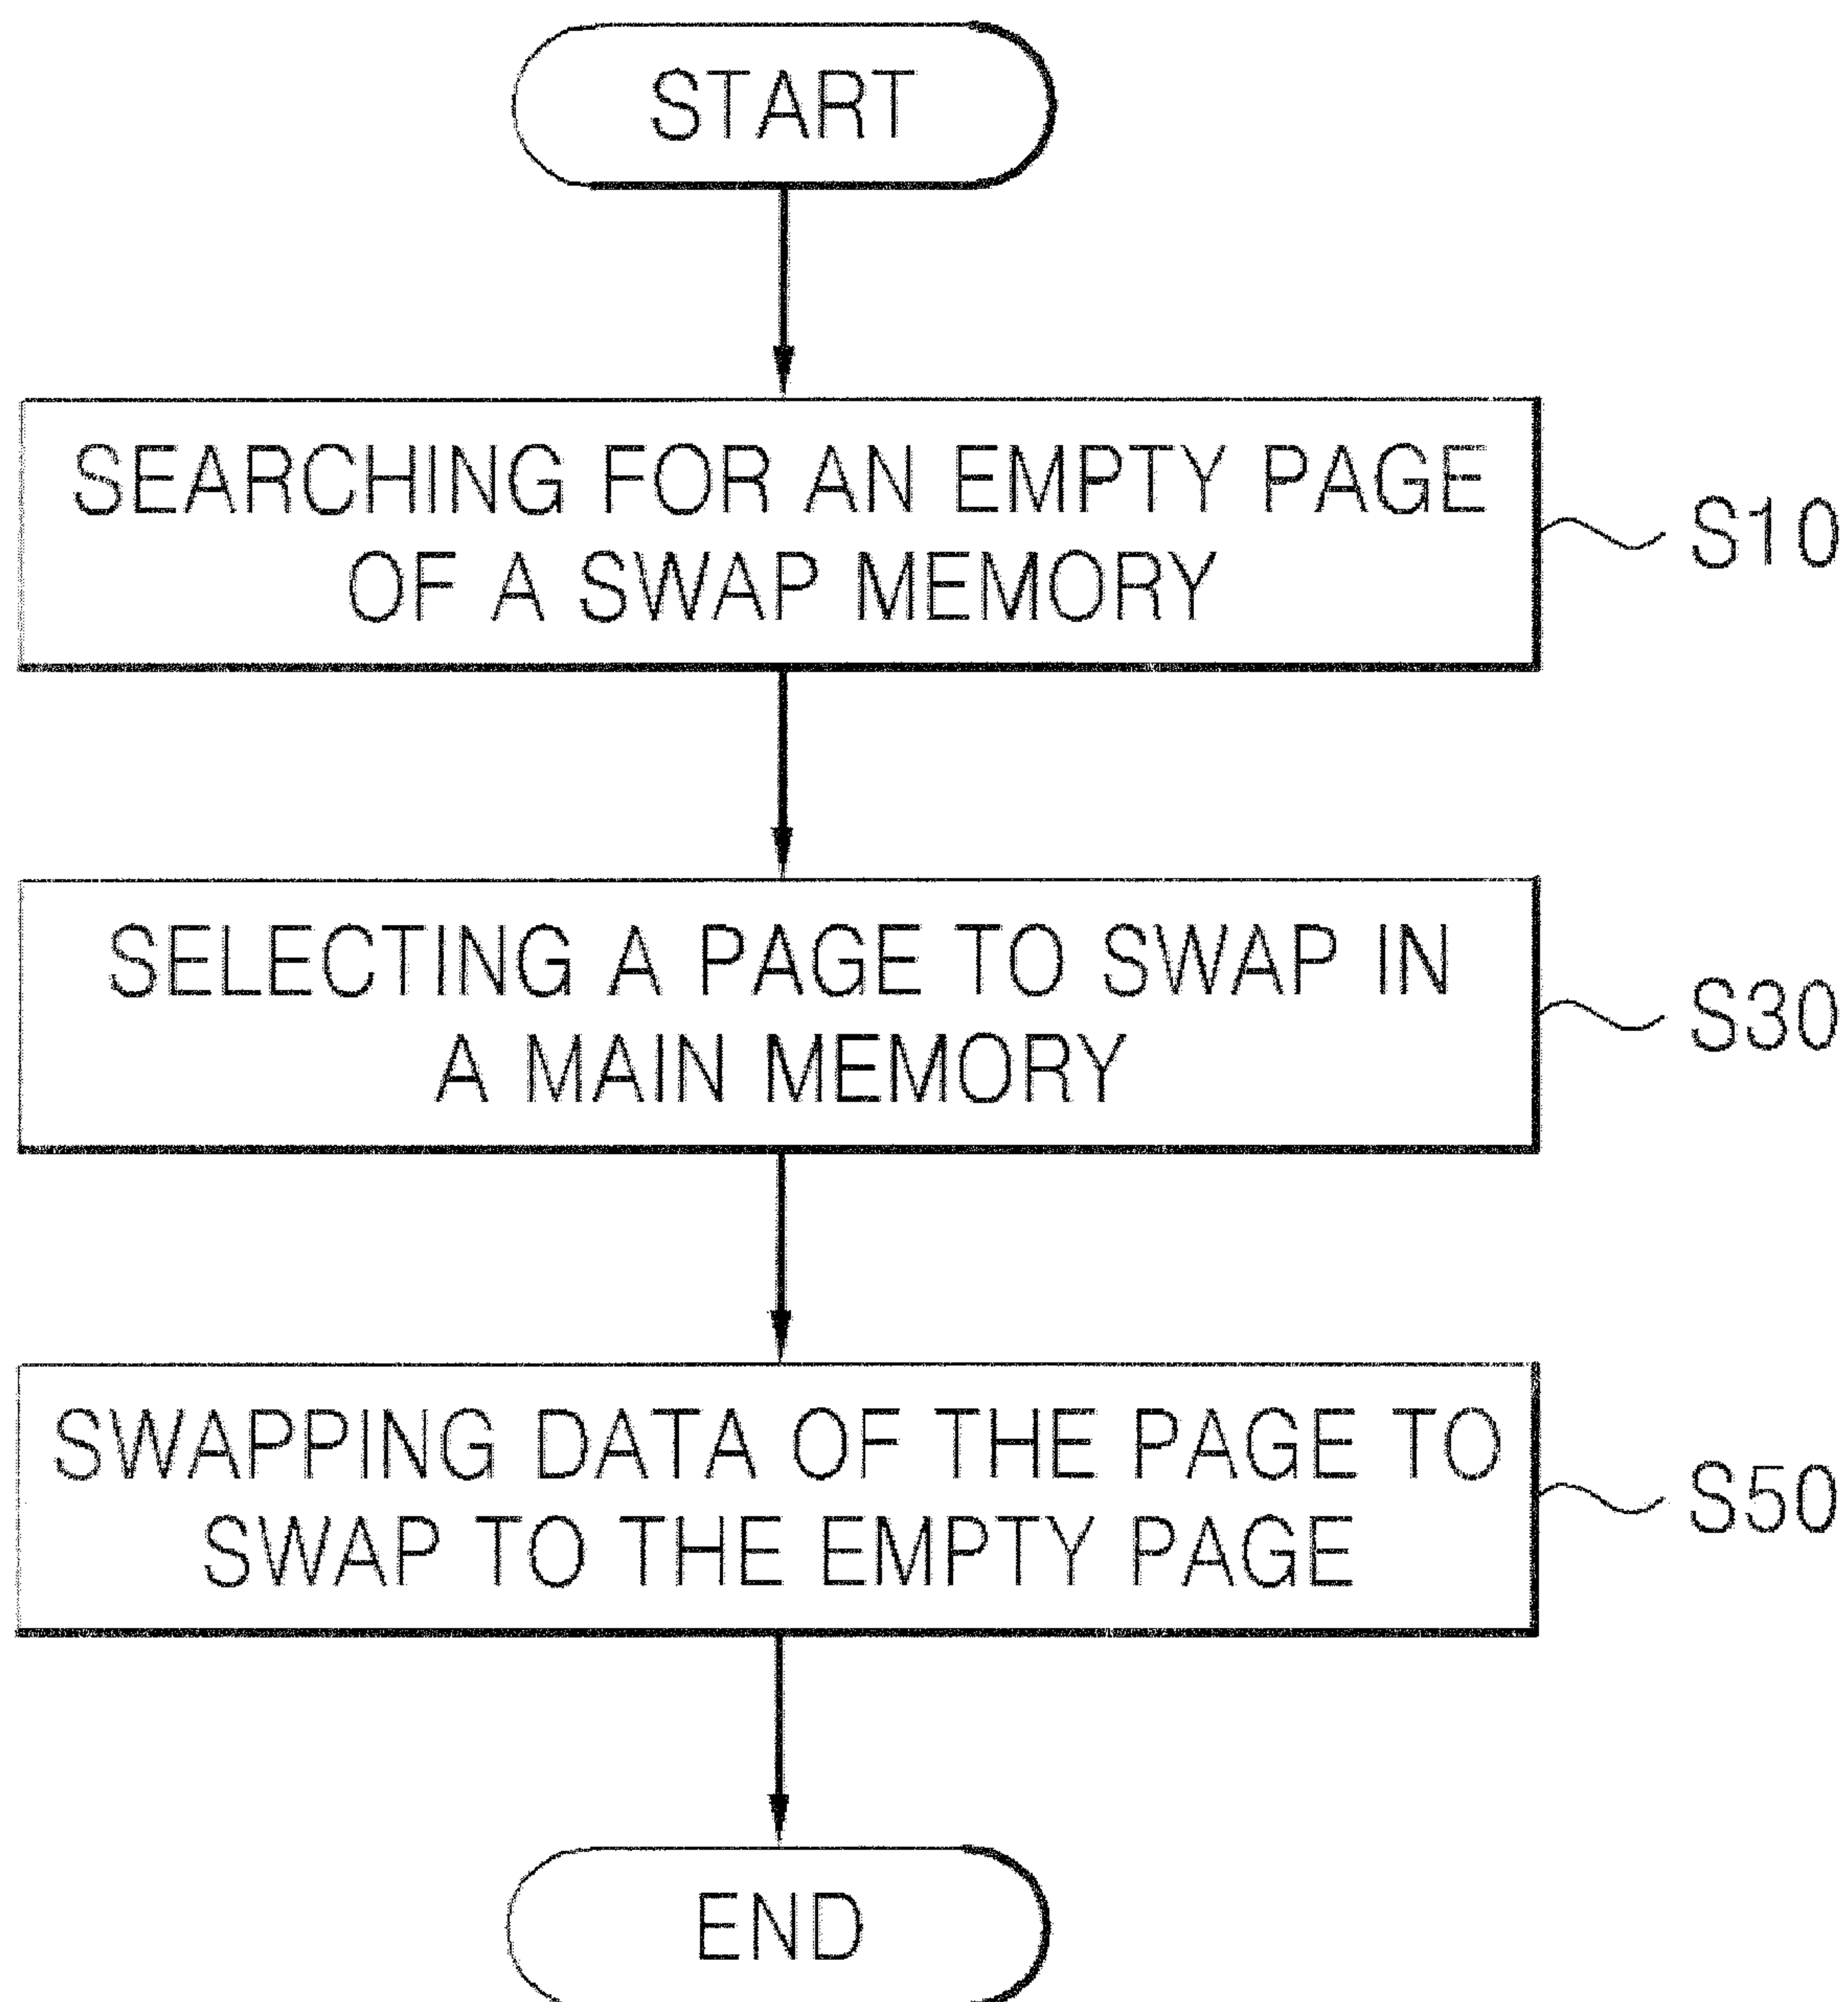 START
SEARCHING FOR AN EMPTY PAGE
OF A SWAP MEMORY
S10
SELECTING A PAGE TO SWAP IN
A MAIN MEMORY
S30
SWAPPING DATA OF THE PAGE TO
SWAP TO THE EMPTY PAGE
S50
END